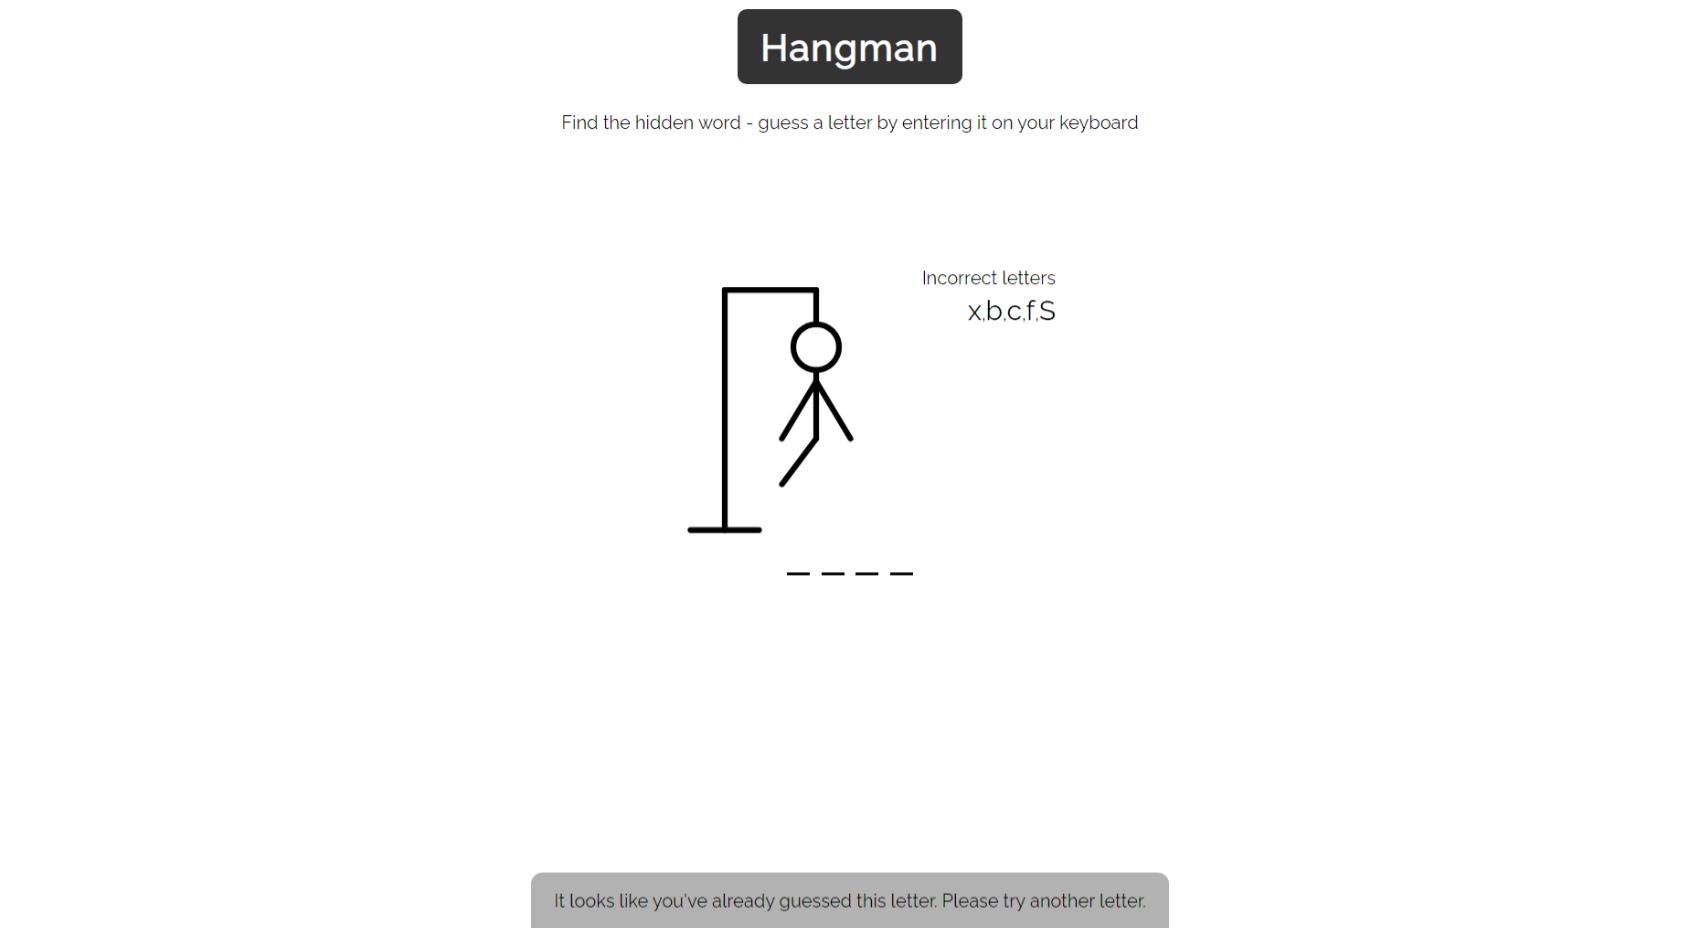 Hangman
Find the hidden word - guess a letter by entering it on your keyboard
Incorrect letters
x,b,c,f,S
It looks like you've already guessed this letter. Please try another letter.